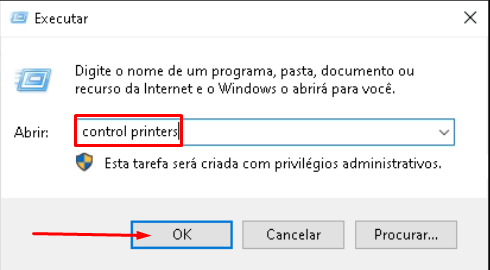 Executar
Digite o nome de um programa, pasta, documento ou
recurso da Internet e o Windows o abrirá para você.
Abrir: control printers
Esta tarefa será criada com privilégios administrativos.
OK Cancelar Procurar...